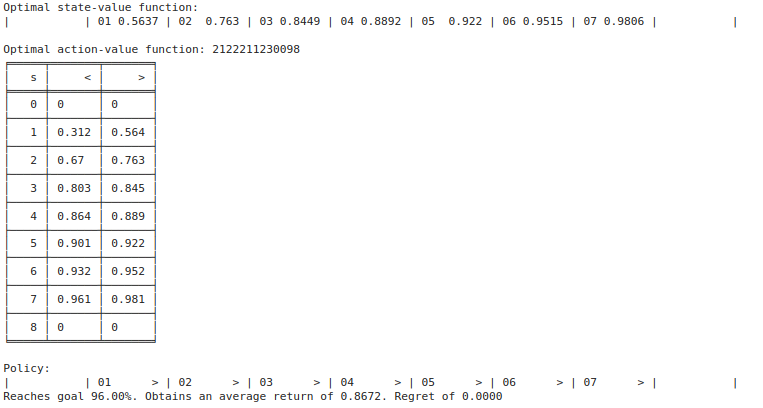 Optimal state-value function:
|           | 01 0.5637 | 02  0.763 | 03 0.8449 | 04 0.8892 | 05  0.922 | 06 0.9515 | 07 0.9806 |           |
Optimal action-value function: 2122211230098
s | < | >
0 | 0 | 0
1 | 0.312 | 0.564
2 | 0.67 | 0.763
3 | 0.803 | 0.845
4 | 0.864 | 0.889
5 | 0.901 | 0.922
6 | 0.932 | 0.952
7 | 0.961 | 0.981
8 | 0 | 0
Policy:
|           | 01      > | 02      > | 03      > | 04      > | 05      > | 06      > | 07      > |           |
Reaches goal 96.00%. Obtains an average return of 0.8672. Regret of 0.0000